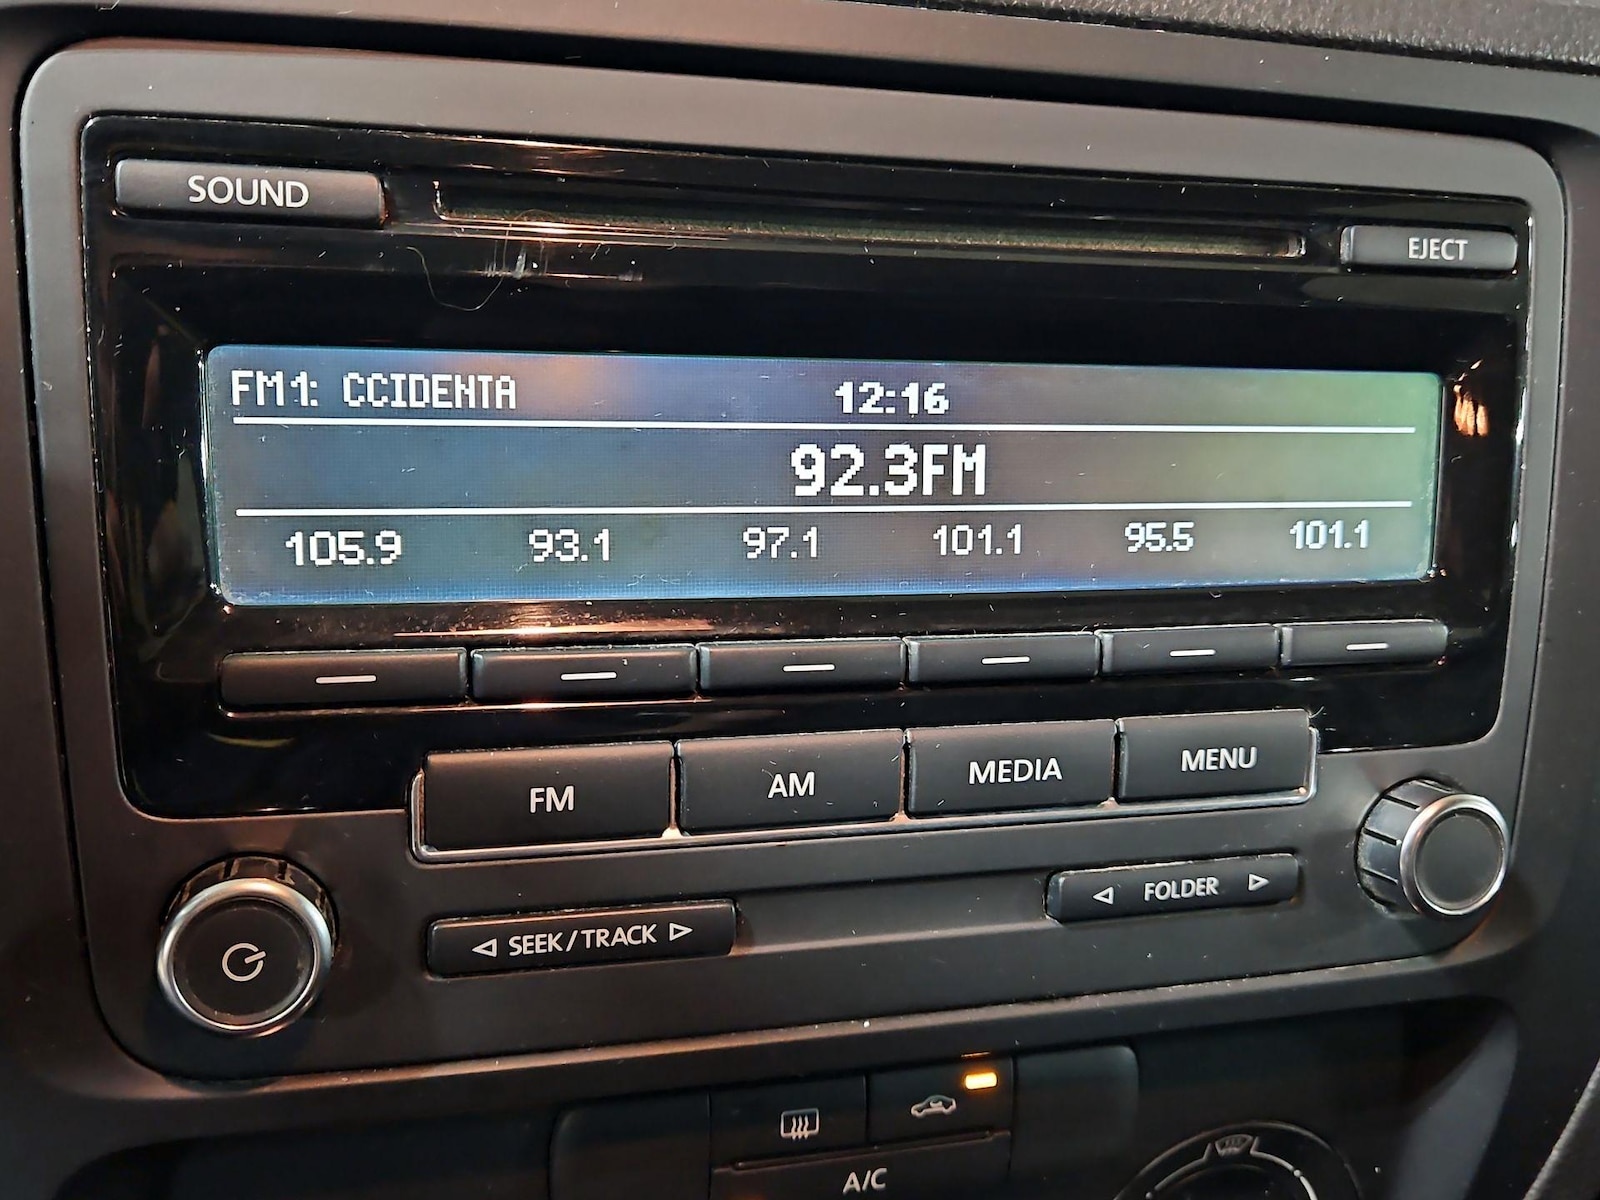 SOUND
EJECT
FM1: CCIDENTA 12:16
92.3FM
105.9 93.1 97.1 101.1 95.5 101.1
FM AM MEDIA MENU
SEEK/TRACK
FOLDER
A/C